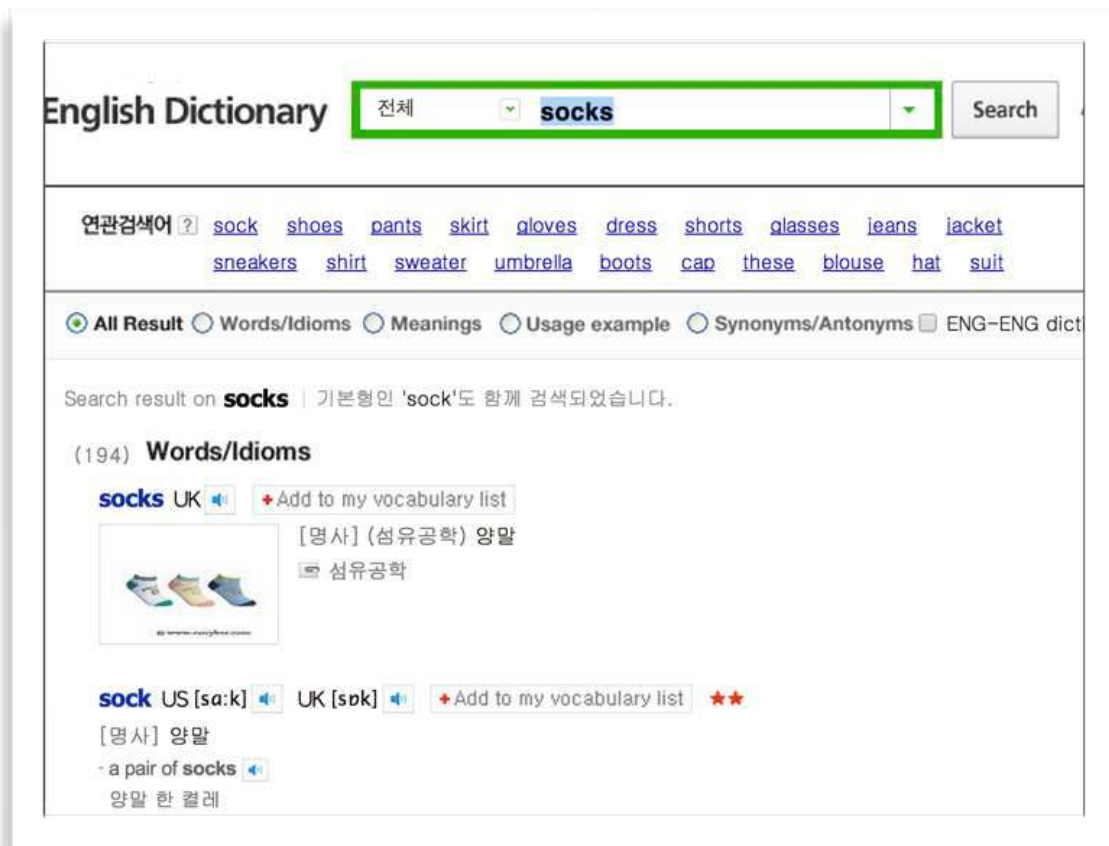 English Dictionary 전체 socks Search
연관검색어 ? sock shoes pants skirt gloves dress shorts glasses jeans jacket
sneakers shirt sweater umbrella boots cap these blouse hat suit
All Result Words/Idioms Meanings Usage example Synonyms/Antonyms ENG-ENG dict
Search result on socks | 기본형인 'sock'도 함께 검색되었습니다.
(194) Words/Idioms
socks UK +Add to my vocabulary list
[명사] (섬유공학) 양말
섬유공학
sock US [sɑ:k] UK [sɒk] +Add to my vocabulary list ★★
[명사] 양말
- a pair of socks
양말 한 켤레